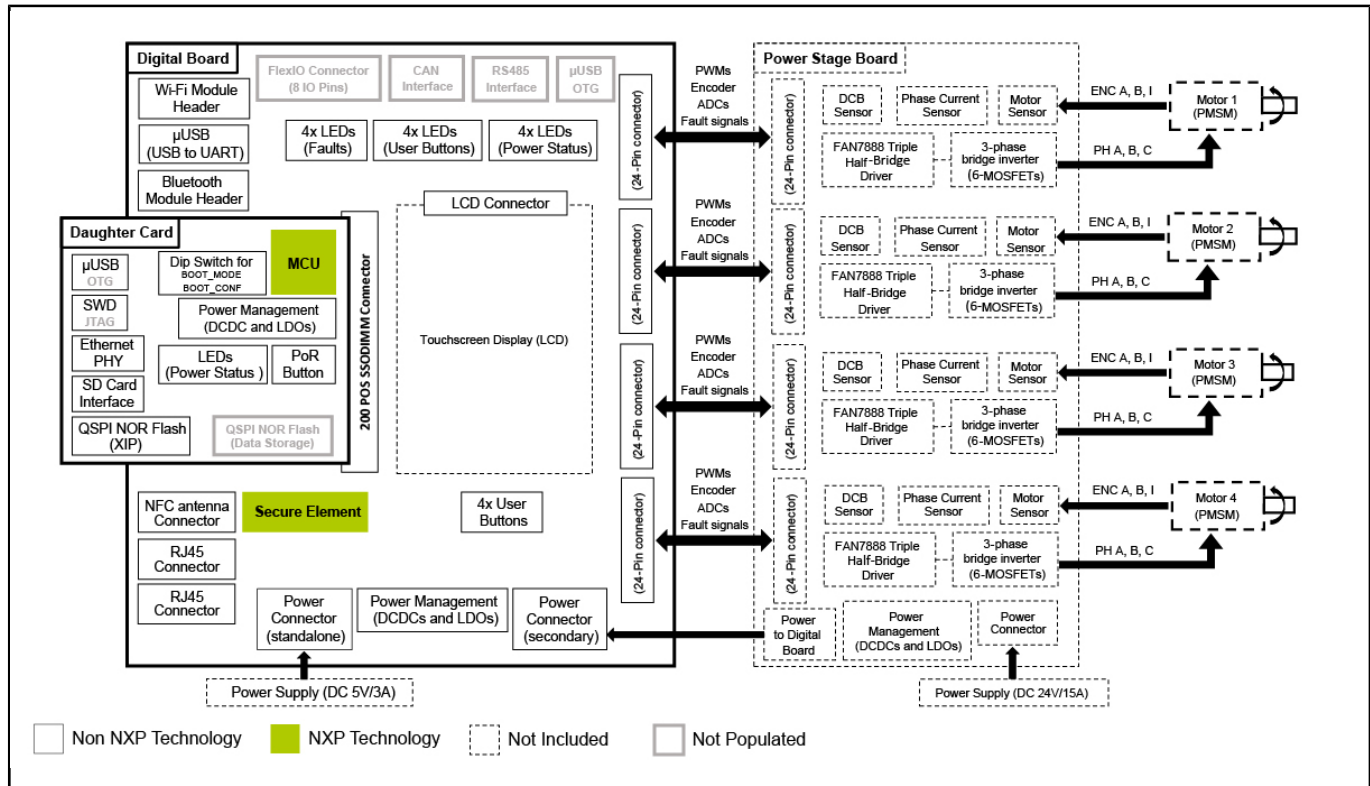 Digital Board
FlexIO Connector
(8 IO Pins)
CAN
Interface
RS485
Interface
µUSB
OTG
Wi-Fi Module
Header
µUSB
(USB to UART)
Bluetooth
Module Header
4x LEDs
(Faults)
4x LEDs
(User Buttons)
4x LEDs
(Power Status)
LCD Connector
Touchscreen Display (LCD)
200 POS SSODIMM Connector
Daughter Card
µUSB
OTG
SWD
JTAG
Ethernet
PHY
SD Card
Interface
QSPI NOR Flash
(XIP)
Dip Switch for
BOOT_MODE
BOOT_CONF
MCU
Power Management
(DCDC and LDOs)
LEDs
(Power Status )
PoR
Button
QSPI NOR Flash
(Data Storage)
NFC antenna
Connector
Secure Element
4x User
Buttons
RJ45
Connector
RJ45
Connector
Power
Connector
(standalone)
Power Management
(DCDCs and LDOs)
Power
Connector
(secondary)
Power Supply (DC 5V/3A)
(24-Pin connector)
(24-Pin connector)
(24-Pin connector)
(24-Pin connector)
PWMs
Encoder
ADCs
Fault signals
PWMs
Encoder
ADCs
Fault signals
PWMs
Encoder
ADCs
Fault signals
PWMs
Encoder
ADCs
Fault signals
Power Stage Board
(24-Pin connector)
DCB
Sensor
Phase Current
Sensor
Motor
Sensor
FAN7888 Triple
Half-Bridge
Driver
3-phase
bridge inverter
(6-MOSFETs)
ENC A, B, I
PH A, B, C
Motor 1
(PMSM)
(24-Pin connector)
DCB
Sensor
Phase Current
Sensor
Motor
Sensor
FAN7888 Triple
Half-Bridge
Driver
3-phase
bridge inverter
(6-MOSFETs)
ENC A, B, I
PH A, B, C
Motor 2
(PMSM)
(24-Pin connector)
DCB
Sensor
Phase Current
Sensor
Motor
Sensor
FAN7888 Triple
Half-Bridge
Driver
3-phase
bridge inverter
(6-MOSFETs)
ENC A, B, I
PH A, B, C
Motor 3
(PMSM)
(24-Pin connector)
DCB
Sensor
Phase Current
Sensor
Motor
Sensor
FAN7888 Triple
Half-Bridge
Driver
3-phase
bridge inverter
(6-MOSFETs)
ENC A, B, I
PH A, B, C
Motor 4
(PMSM)
Power
to Digital
Board
Power
Management
(DCDCs and LDOs)
Power
Connector
Power Supply (DC 24V/15A)
Non NXP Technology
NXP Technology
Not Included
Not Populated